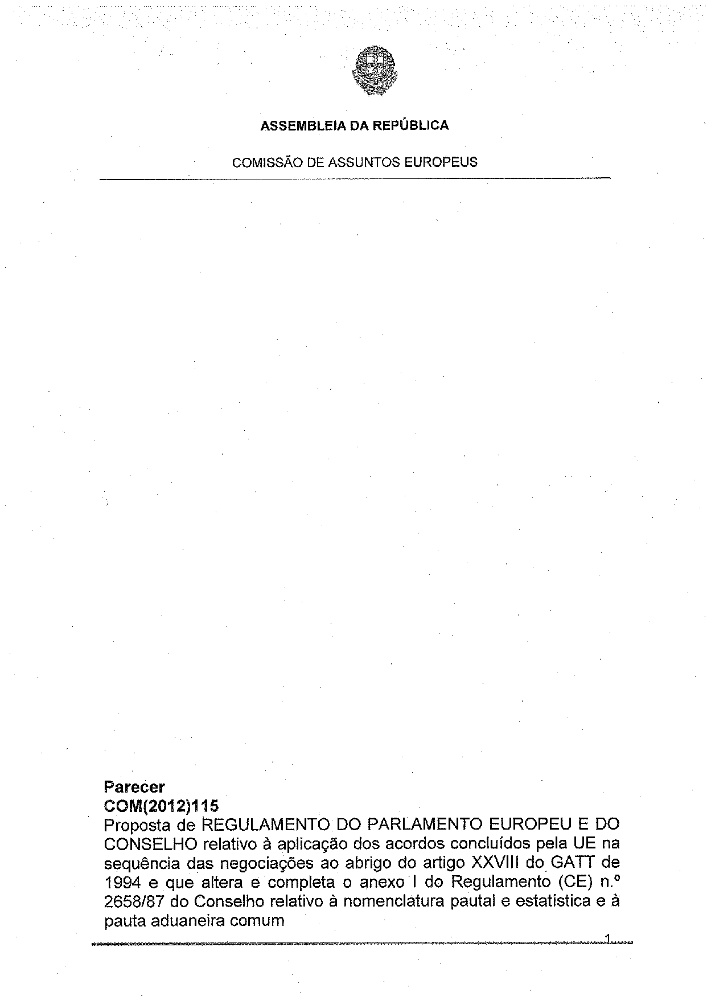 ASSEMBLEIA DA REPÚBLICA
COMISSÃO DE ASSUNTOS EUROPEUS
Parecer
COM(2012)115
Proposta de REGULAMENTO DO PARLAMENTO EUROPEU E DO
CONSELHO relativo à aplicação dos acordos concluídos pela UE na
sequência das negociações ao abrigo do artigo XXVIII do GATT de
1994 e que altera e completa o anexo I do Regulamento (CE) n.º
2658/87 do Conselho relativo à nomenclatura pautal e estatística e à
pauta aduaneira comum
1